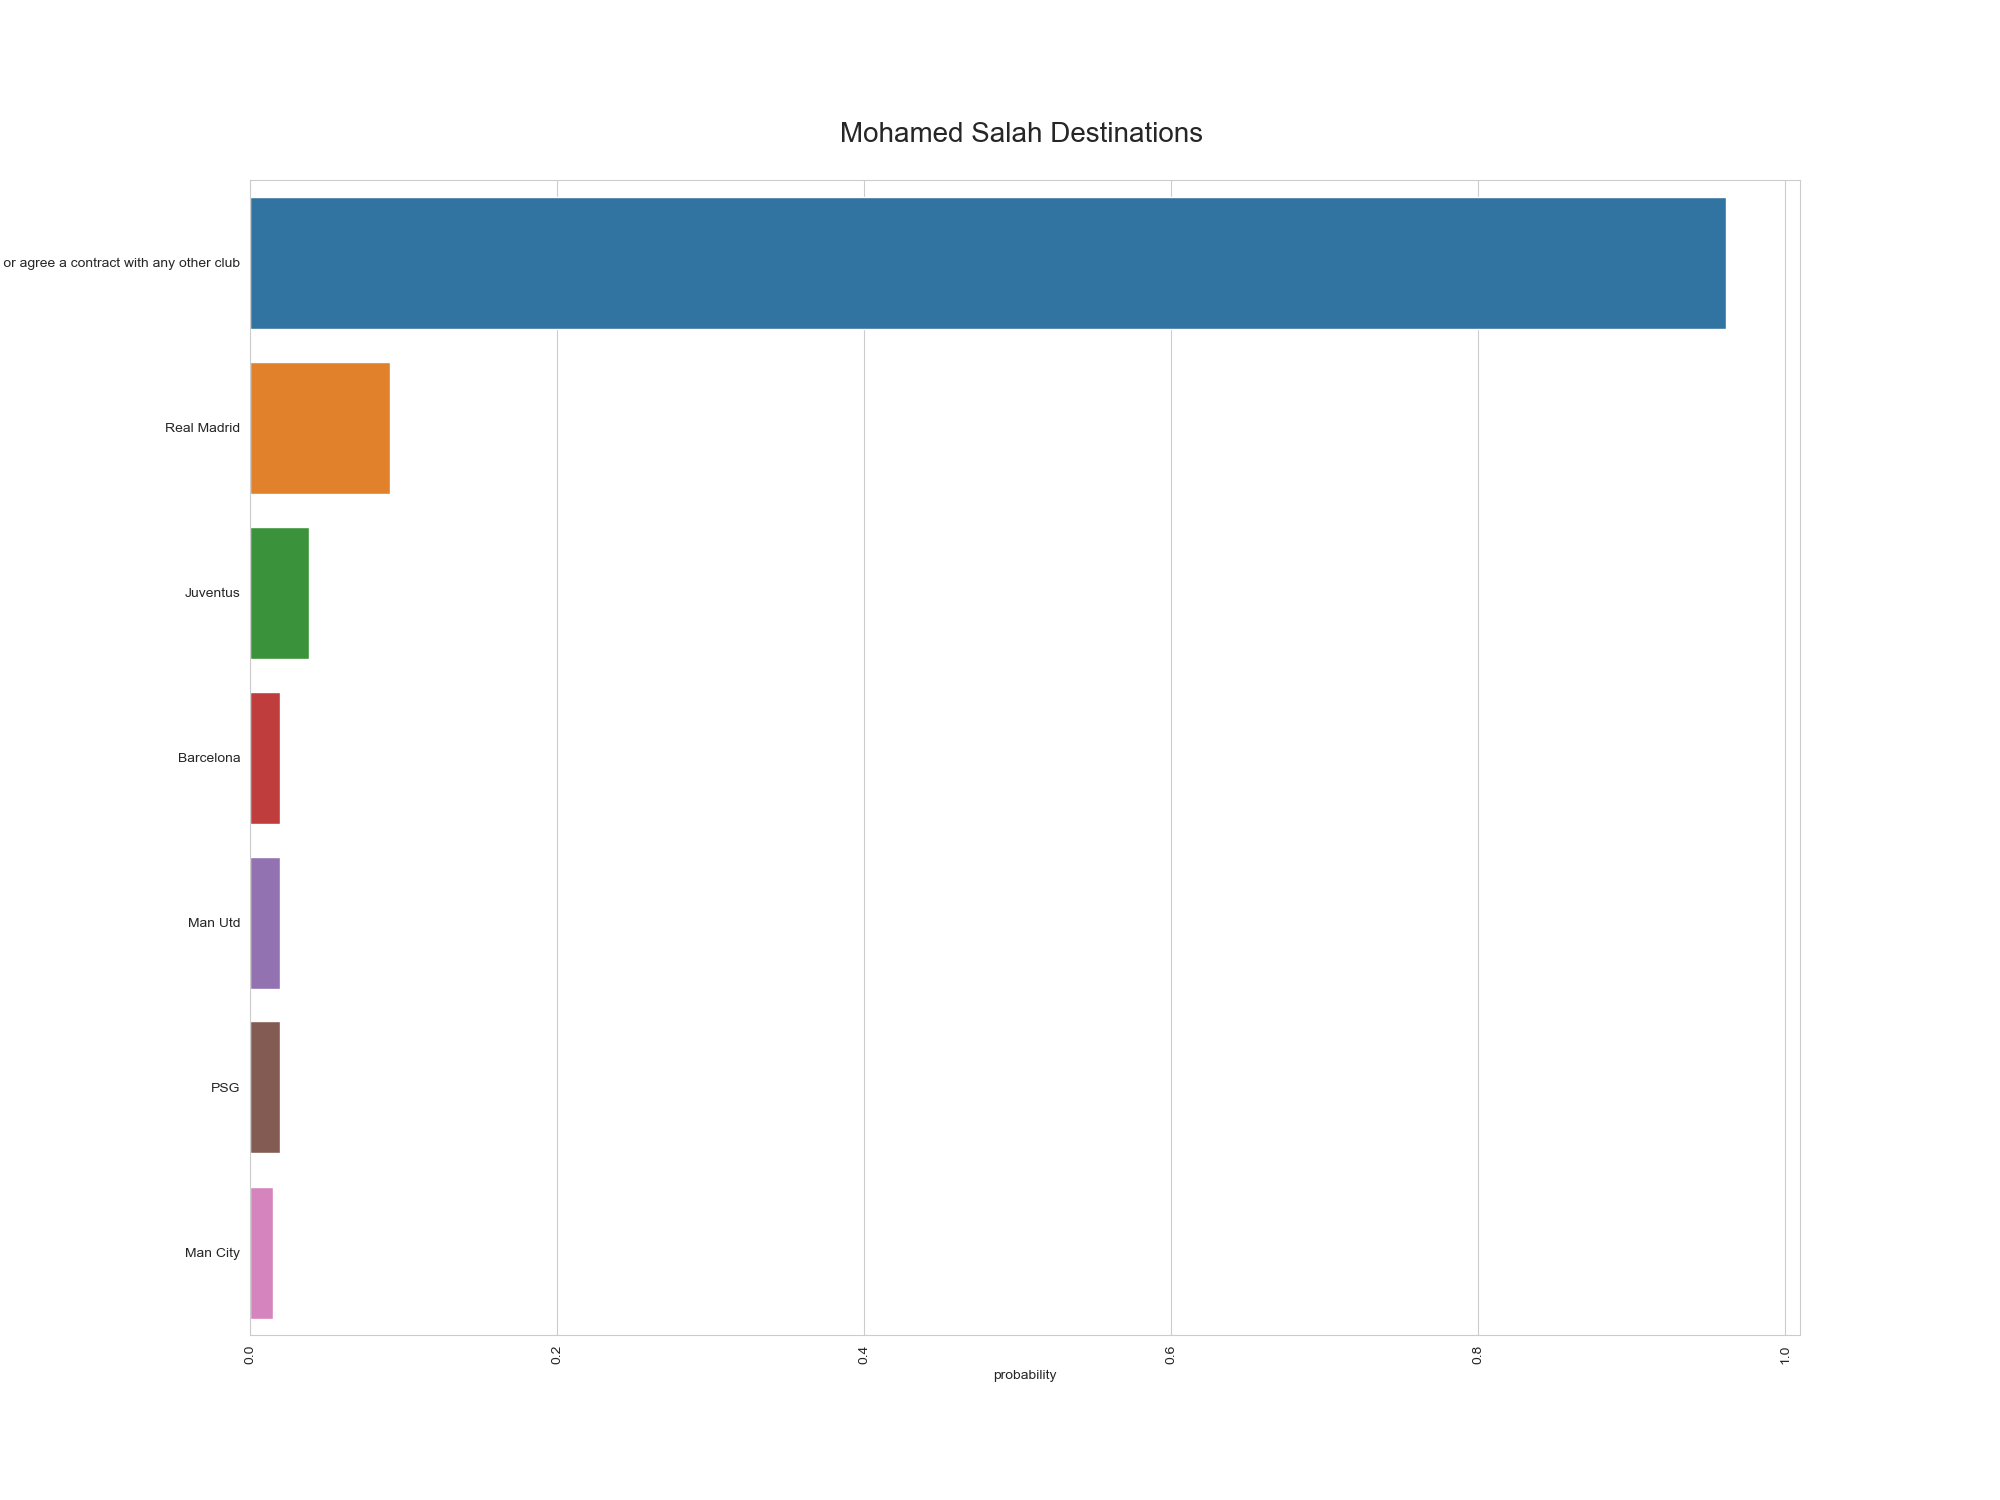 Mohamed Salah Destinations
or agree a contract with any other club
Real Madrid
Juventus
Barcelona
Man Utd
PSG
Man City
0.0
0.2
0.4
0.6
0.8
1.0
probability